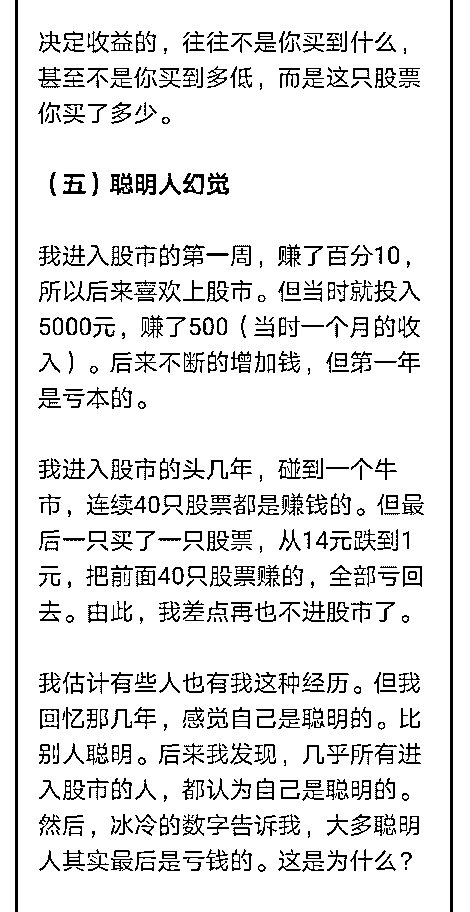 决定收益的，往往不是你买到什么，
甚至不是你买到多低，而是这只股票
你买了多少。
（五）聪明人幻觉
我进入股市的第一周，赚了百分10，
所以后来喜欢上股市。但当时就投入
5000元，赚了500（当时一个月的收
入）。后来不断的增加钱，但第一年
是亏本的。
我进入股市的头几年，碰到一个牛
市，连续40只股票都是赚钱的。但最
后一只买了一只股票，从14元跌到1
元，把前面40只股票赚的，全部亏回
去。由此，我差点再也不进股市了。
我估计有些人也有我这种经历。但我
回忆那几年，感觉自己是聪明的。比
别人聪明。后来我发现，几乎所有进
入股市的人，都认为自己是聪明的。
然后，冰冷的数字告诉我，大多聪明
人其实最后是亏钱的。这是为什么？